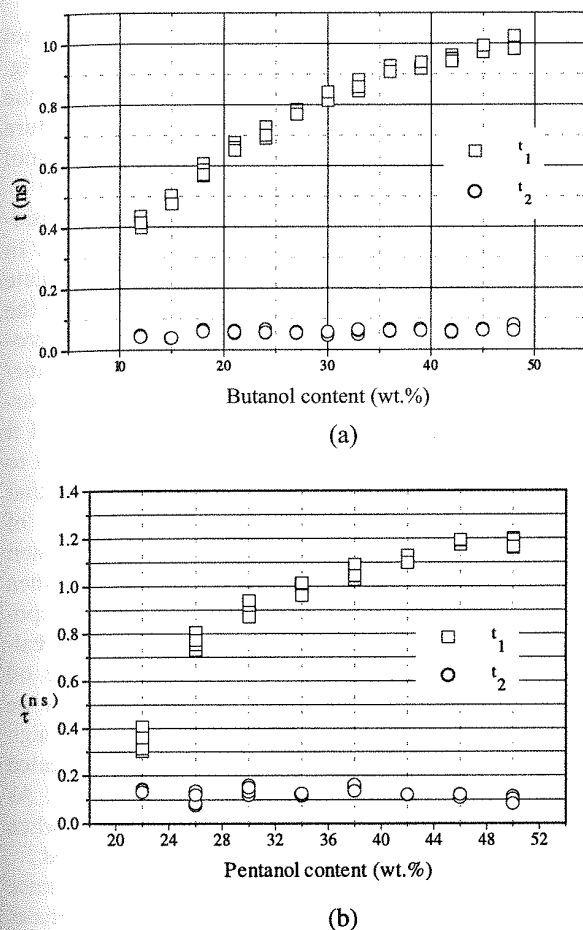 1.0
0.8
0.6
0.4
0.2
0.0
t (ns)
t1
t2
10 20 30 40 50
Butanol content (wt.%)
(a)
1.4
1.2
1.0
0.8
0.6
0.4
0.2
0.0
τ (ns)
t1
t2
20 24 28 32 36 40 44 48 52
Pentanol content (wt.%)
(b)